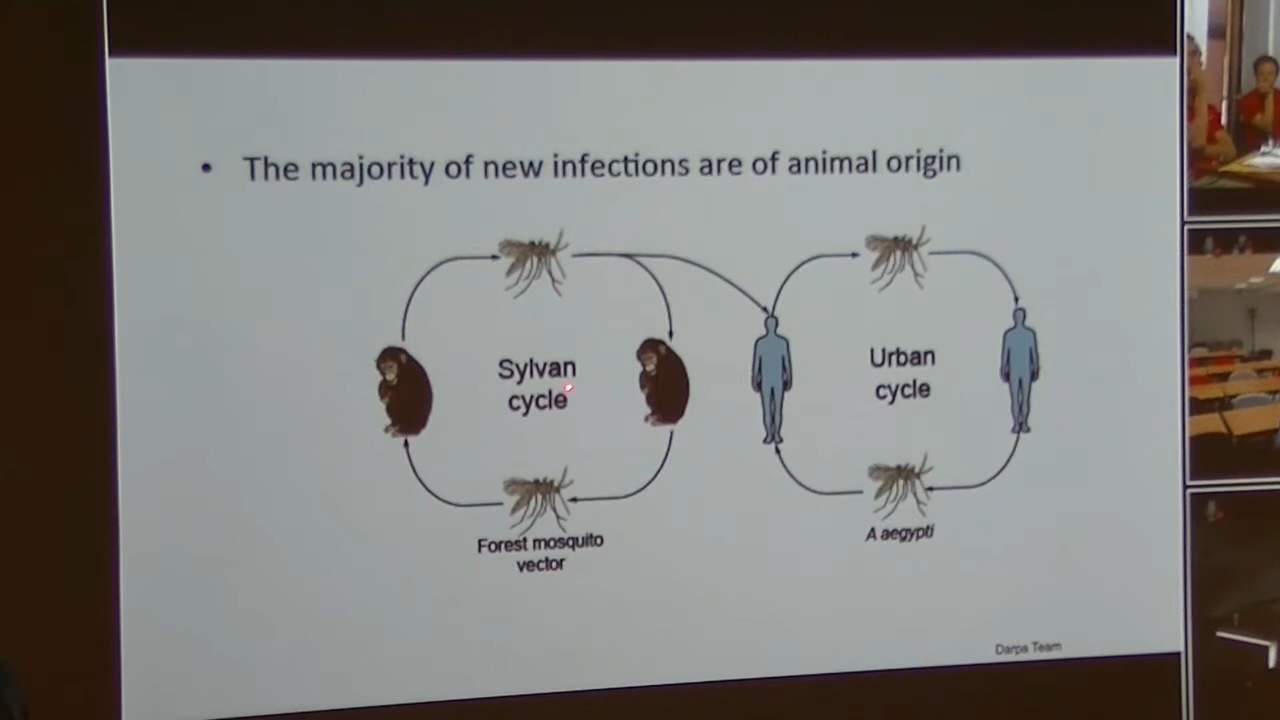 • The majority of new infections are of animal origin
Sylvan
cycle
Urban
cycle
Forest mosquito
vector
A aegypti
Darpa Team